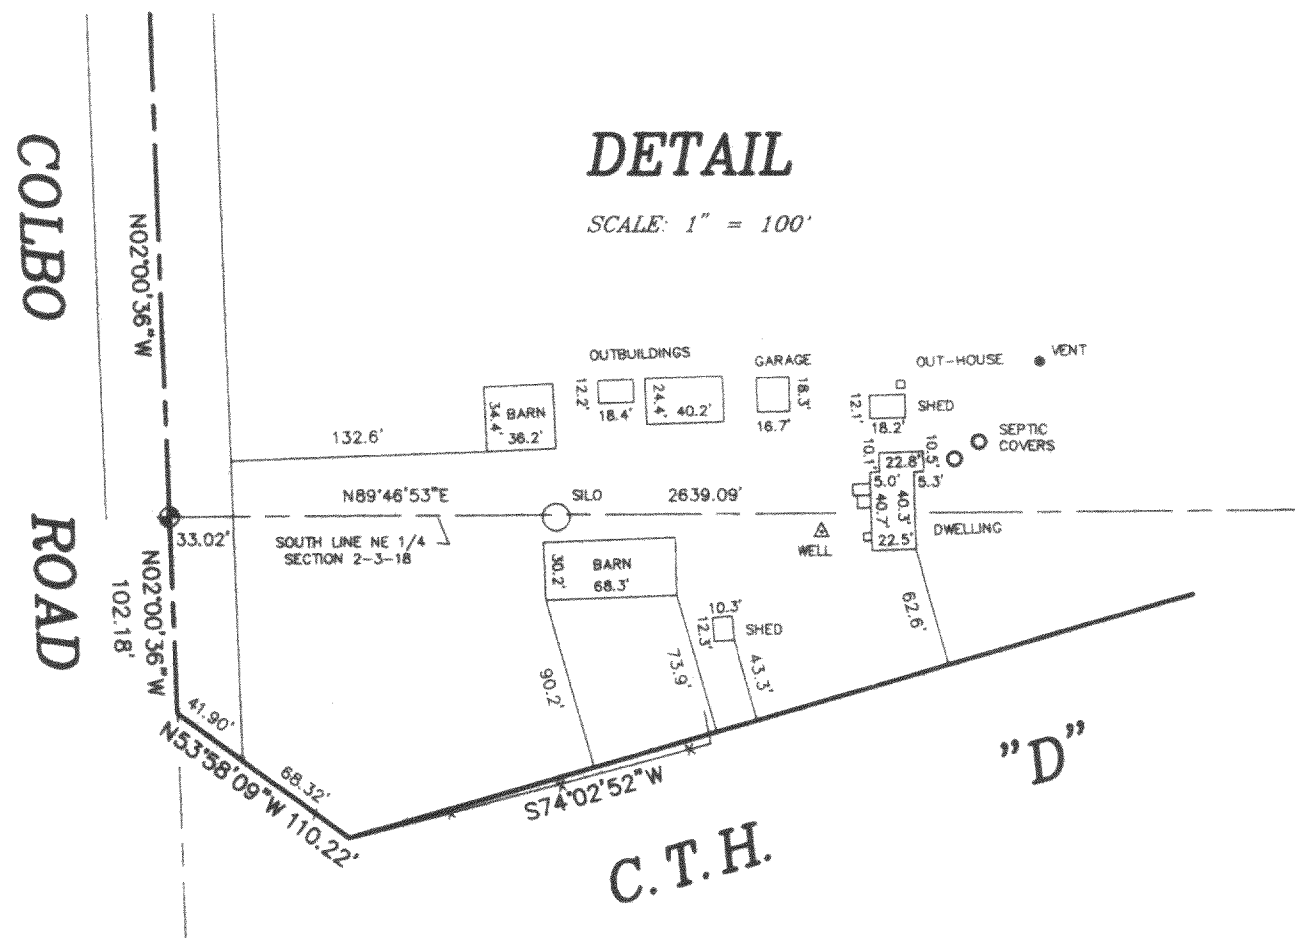 DETAIL
SCALE: 1" = 100'
COLBO
ROAD
N02°00'36"W
OUTBUILDINGS
GARAGE
OUT-HOUSE
VENT
12.2'
18.4'
24.4'
40.2'
18.3'
16.7'
12.1'
SHED
18.2'
34.4'
BARN
36.2'
132.6'
SEPTIC
COVERS
10.1'
22.8'
10.5'
5.0'
5.3'
40.7'
40.3'
22.5'
DWELLING
N89°46'53"E
SILO
2639.09'
33.02'
SOUTH LINE NE 1/4
SECTION 2-3-18
WELL
30.2'
BARN
68.3'
N02°00'36"W
102.18'
10.3'
12.3'
SHED
62.6'
90.2'
73.9'
43.3'
41.90'
68.32'
N53°58'09"W 110.22'
S74°02'52"W
C.T.H.
"D"